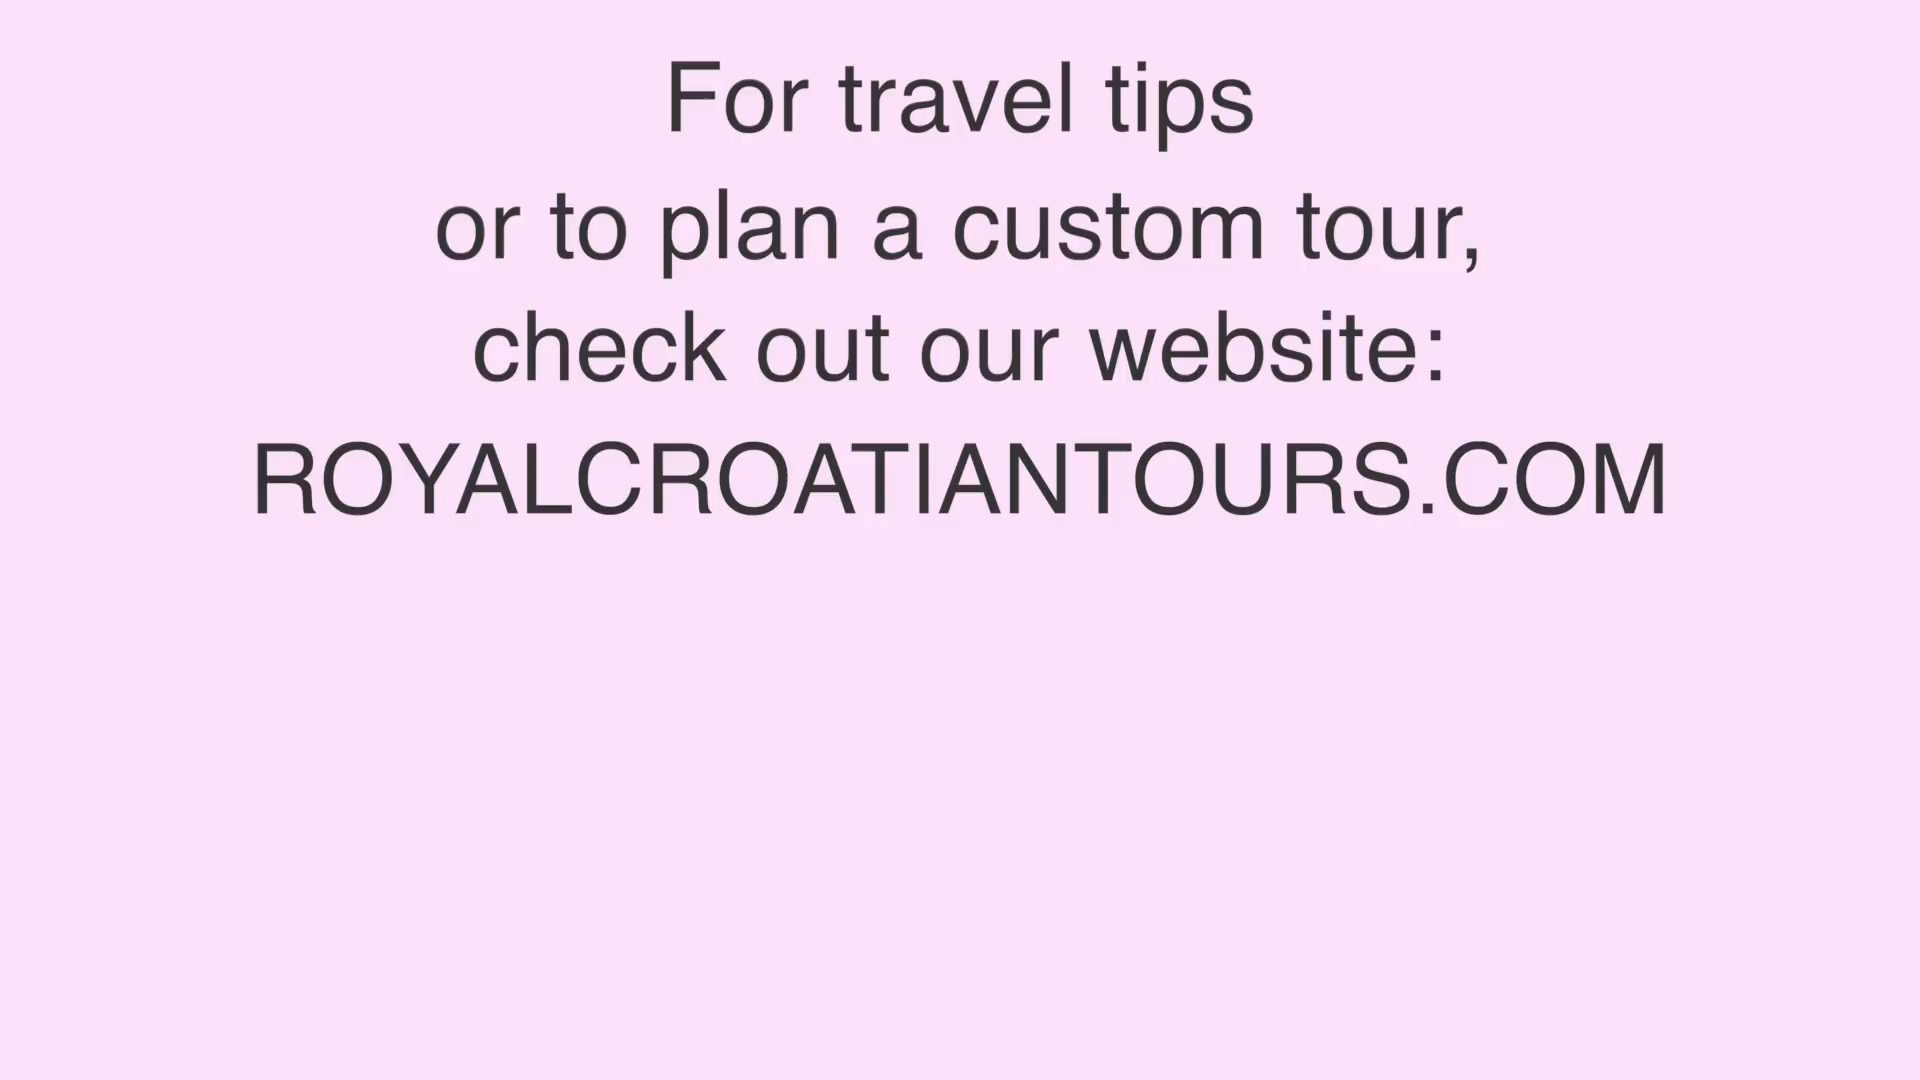 For travel tips
or to plan a custom tour,
check out our website:
ROYALCROATIANTOURS.COM